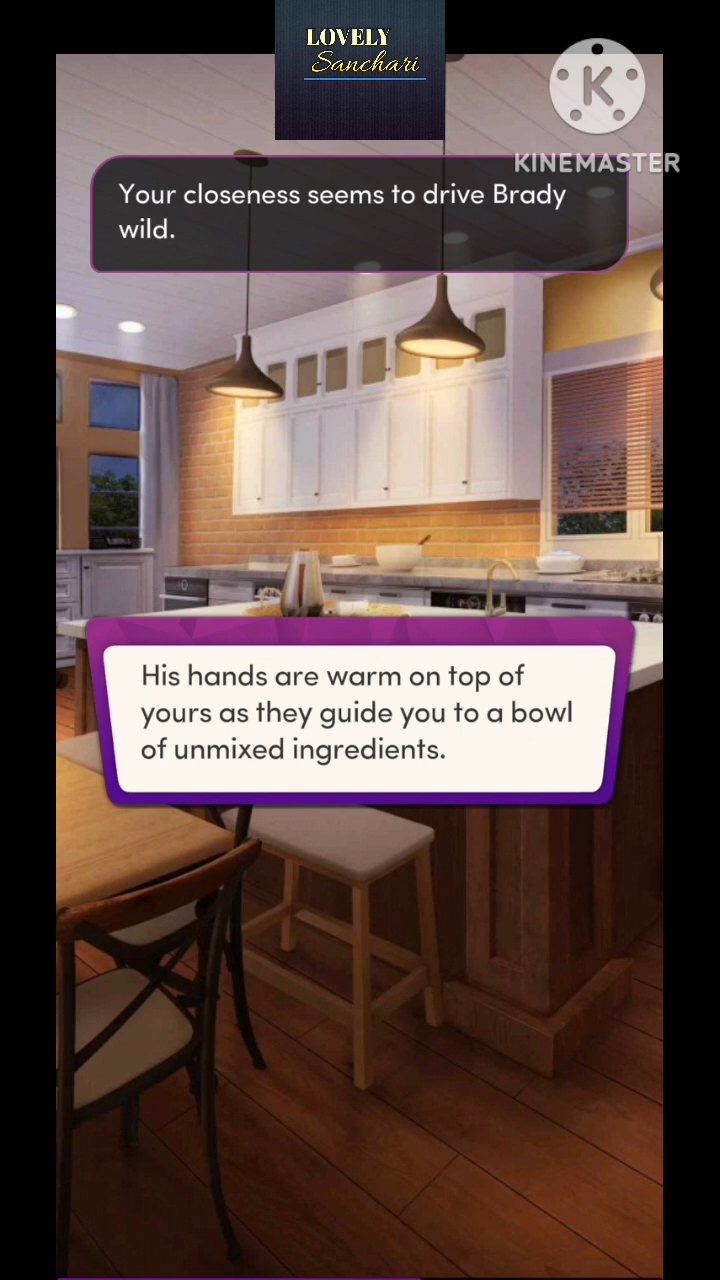 LOVELY
Sanchari
K
KINEMASTER
Your closeness seems to drive Brady
wild.
His hands are warm on top of
yours as they guide you to a bowl
of unmixed ingredients.